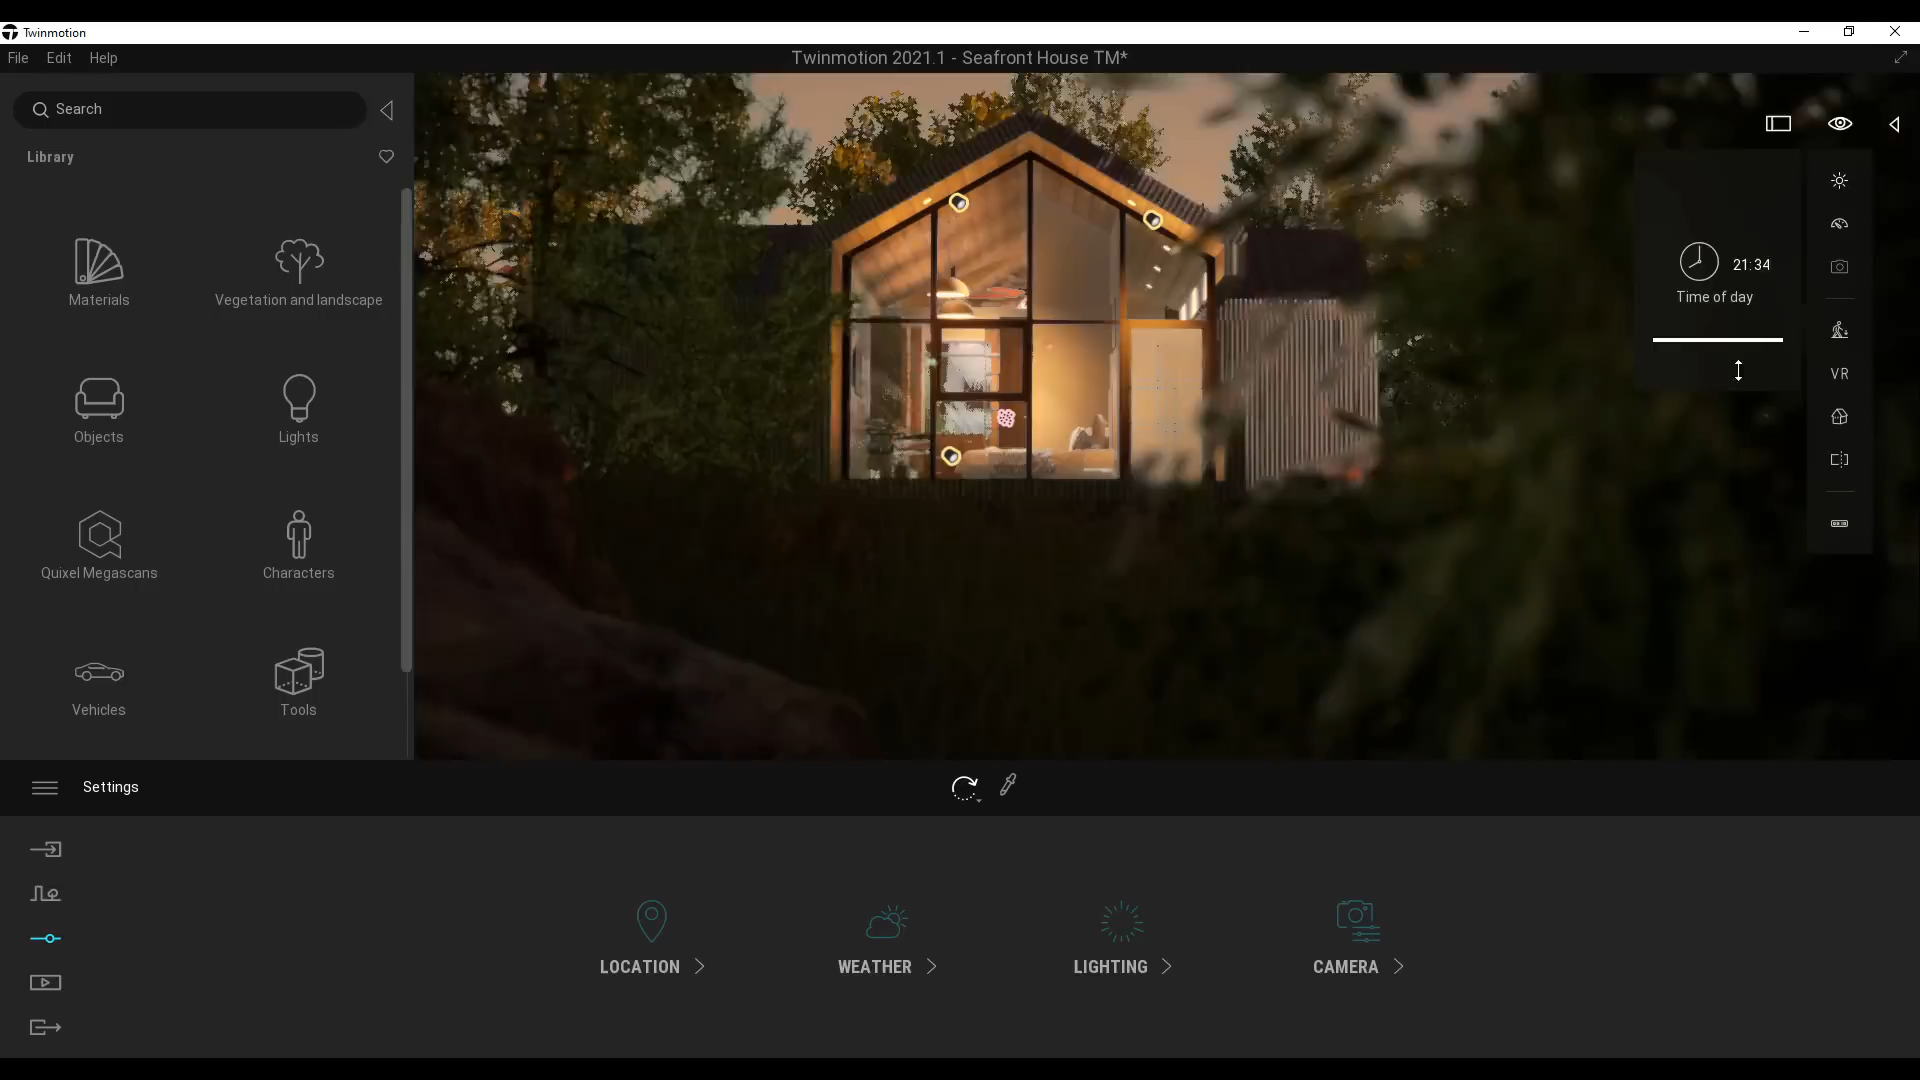 Twinmotion
File Edit Help
Twinmotion 2021.1 - Seafront House TM*
Search
Library
Materials
Vegetation and landscape
Objects
Lights
Quixel Megascans
Characters
Vehicles
Tools
21:34
Time of day
VR
Settings
LOCATION
WEATHER
LIGHTING
CAMERA